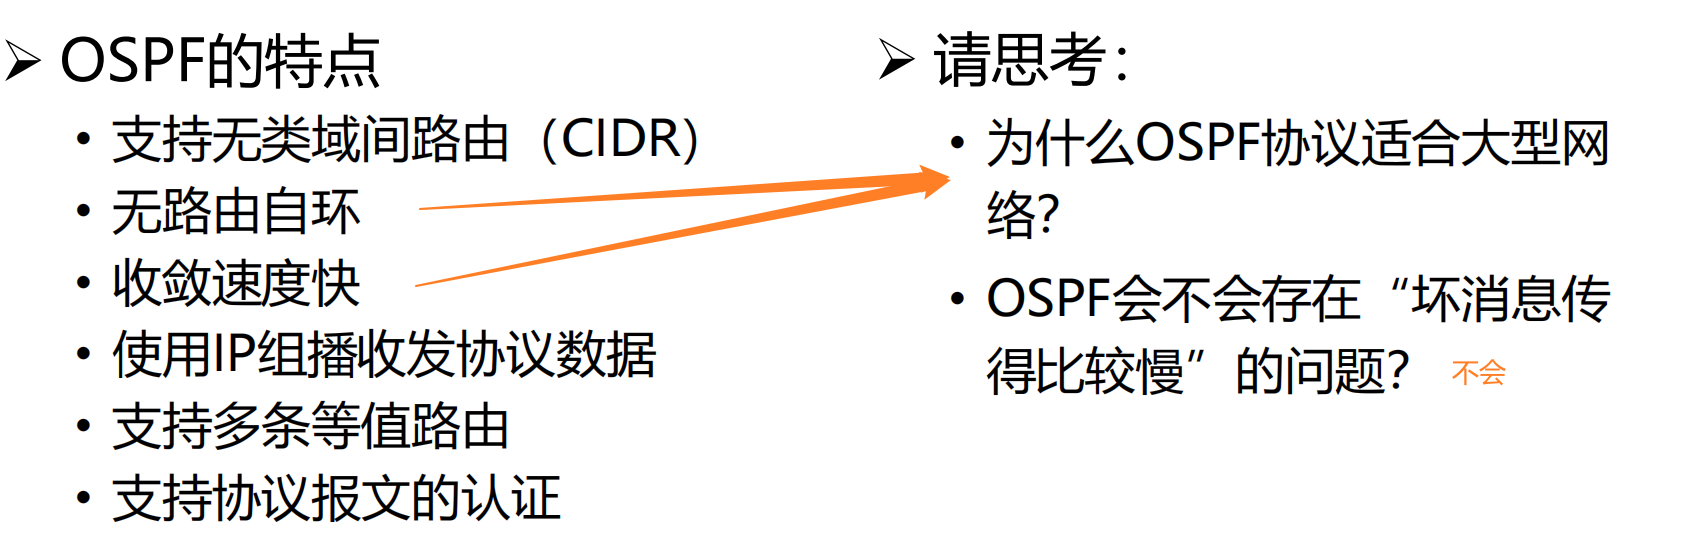 OSPF的特点
支持无类域间路由（CIDR）
无路由自环
收敛速度快
使用IP组播收发协议数据
支持多条等值路由
支持协议报文的认证
请思考：
为什么OSPF协议适合大型网
络？
OSPF会不会存在“坏消息传
得比较慢”的问题？ 不会